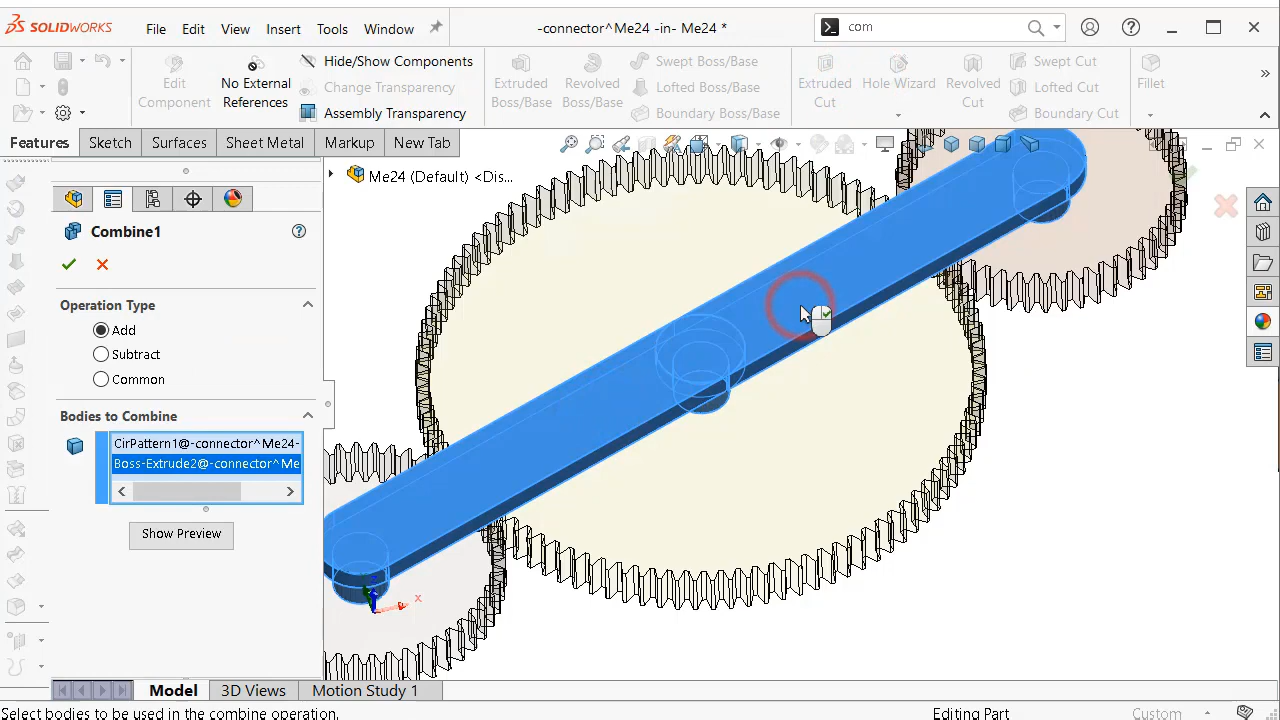 SOLIDWORKS
File Edit View Insert Tools Window
-connector^Me24 -in- Me24 *
com
Edit Component
No External References
Hide/Show Components
Change Transparency
Assembly Transparency
Extruded Boss/Base
Revolved Boss/Base
Swept Boss/Base
Lofted Boss/Base
Boundary Boss/Base
Extruded Cut
Hole Wizard
Revolved Cut
Swept Cut
Lofted Cut
Boundary Cut
Fillet
Features Sketch Surfaces Sheet Metal Markup New Tab
Me24 (Default) <Dis...
Combine1
Operation Type
Add
Subtract
Common
Bodies to Combine
CirPattern1@-connector^Me24-
Boss-Extrude2@-connector^Me
Show Preview
x
Model 3D Views Motion Study 1
Select bodies to be used in the combine operation.
Editing Part
Custom